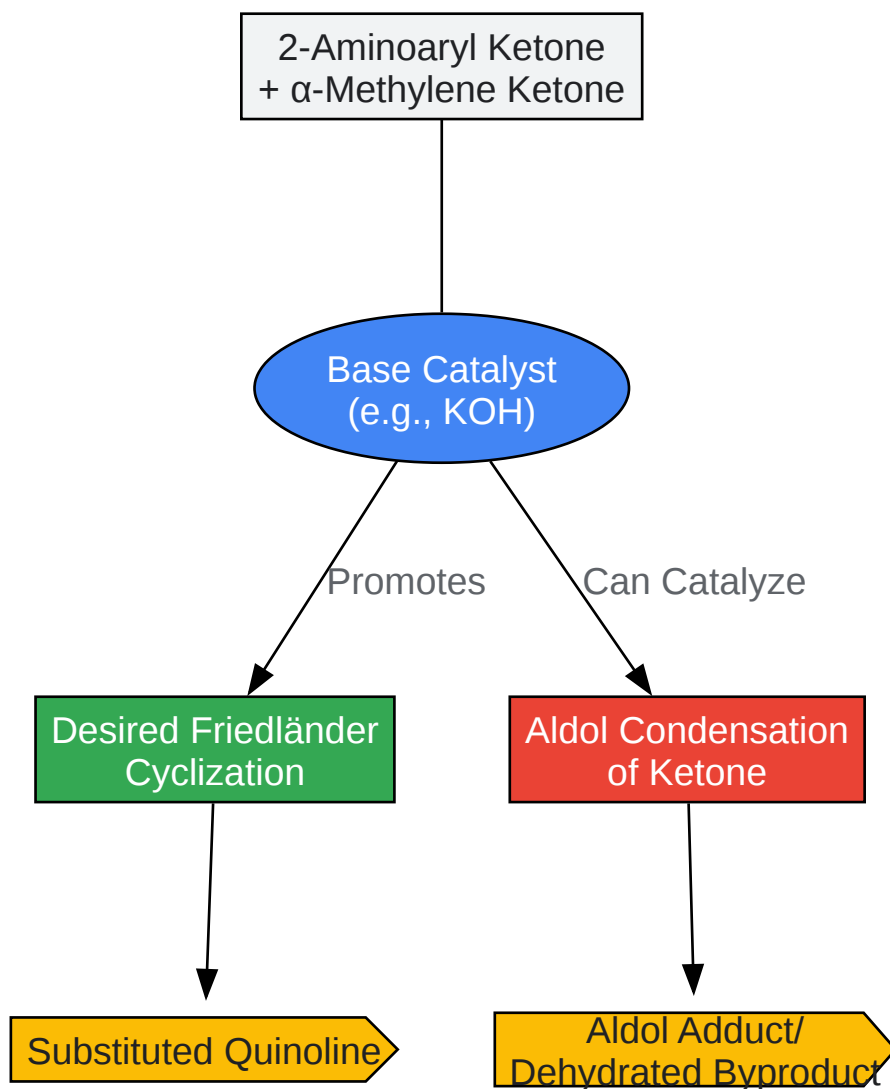 2-Aminoaryl Ketone
+ α-Methylene Ketone
Base Catalyst
(e.g., KOH)
Promotes
Can Catalyze
Desired Friedländer
Cyclization
Aldol Condensation
of Ketone
Substituted Quinoline
Aldol Adduct/
Dehydrated Byproduct